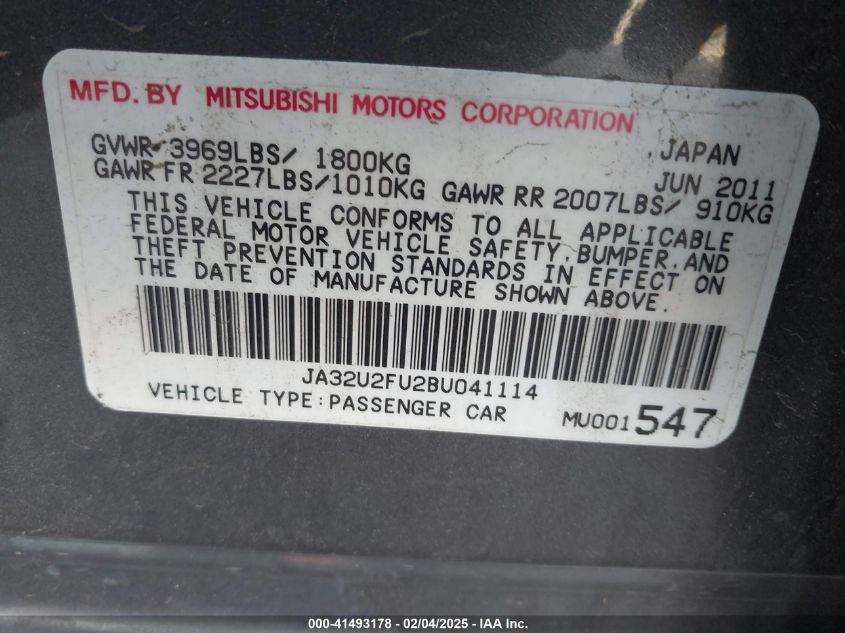 MFD. BY MITSUBISHI MOTORS CORPORATION
GVWR 3969LBS/ 1800KG JAPAN
GAWR FR 2227LBS/1010KG GAWR RR 2007LBS/ 910KG JUN 2011
THIS VEHICLE CONFORMS TO ALL APPLICABLE
FEDERAL MOTOR VEHICLE SAFETY, BUMPER, AND
THEFT PREVENTION STANDARDS IN EFFECT ON
THE DATE OF MANUFACTURE SHOWN ABOVE.
JA32U2FU2BU041114
VEHICLE TYPE:PASSENGER CAR MU001547
000-41493178 - 02/04/2025 - IAA Inc.